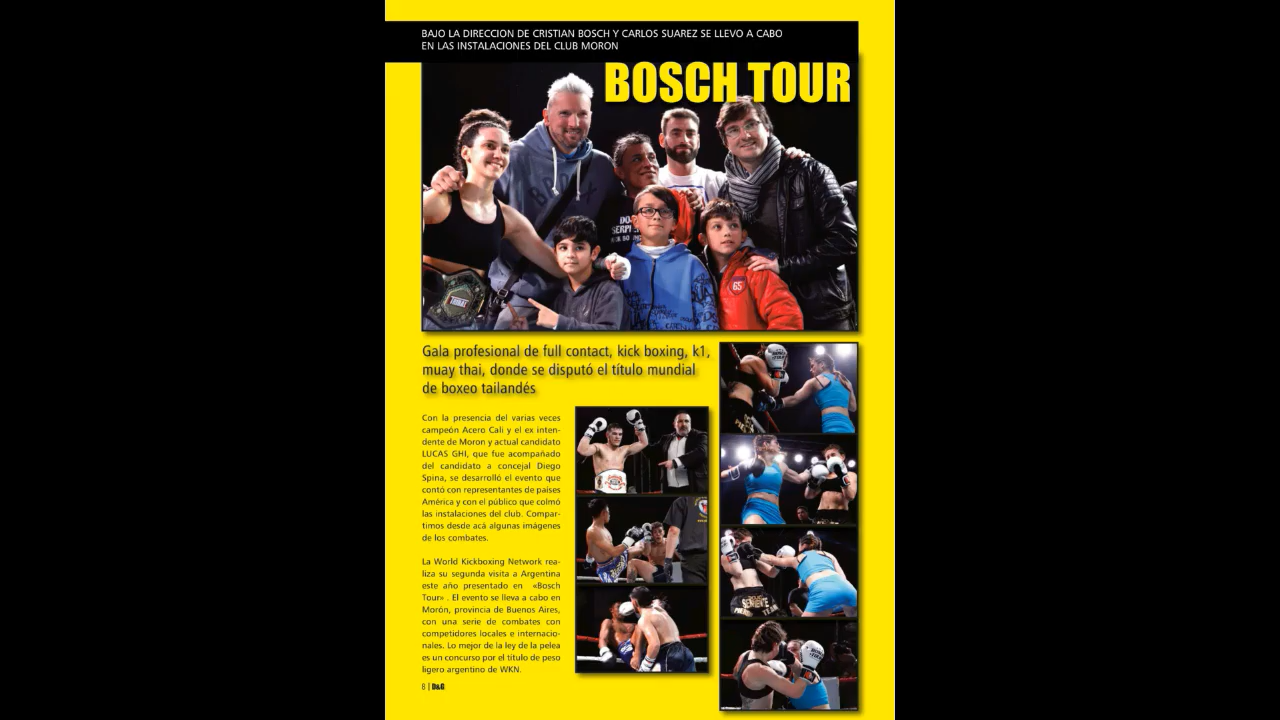 BAJO LA DIRECCION DE CRISTIAN BOSCH Y CARLOS SUAREZ SE LLEVO A CABO
EN LAS INSTALACIONES DEL CLUB MORON
BOSCH TOUR
65
Gala profesional de full contact, kick boxing, k1,
muay thai, donde se disputó el título mundial
de boxeo tailandés
Con la presencia del varias veces
campeón Acero Cali y el ex inten-
dente de Moron y actual candidato
LUCAS GHI, que fue acompañado
del candidato a concejal Diego
Spina, se desarrolló el evento que
contó con representantes de países
América y con el público que colmó
las instalaciones del club. Compar-
timos desde acá algunas imágenes
de los combates.
La World Kickboxing Network rea-
liza su segunda visita a Argentina
este año presentado en «Bosch
Tour» . El evento se lleva a cabo en
Morón, provincia de Buenos Aires,
con una serie de combates con
competidores locales e internacio-
nales. Lo mejor de la ley de la pelea
es un concurso por el título de peso
ligero argentino de WKN.
8 | D&G